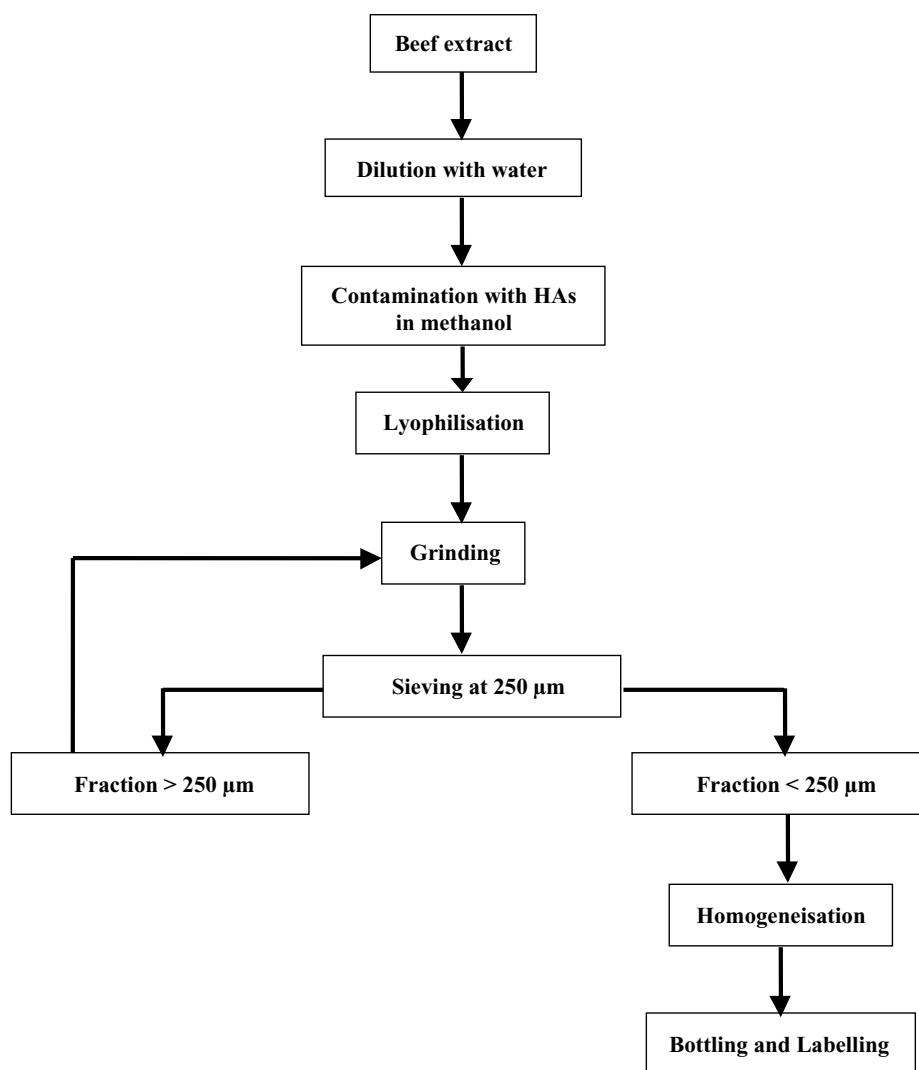 Beef extract
Dilution with water
Contamination with HAs
in methanol
Lyophilisation
Grinding
Sieving at 250 µm
Fraction > 250 µm
Fraction < 250 µm
Homogeneisation
Bottling and Labelling